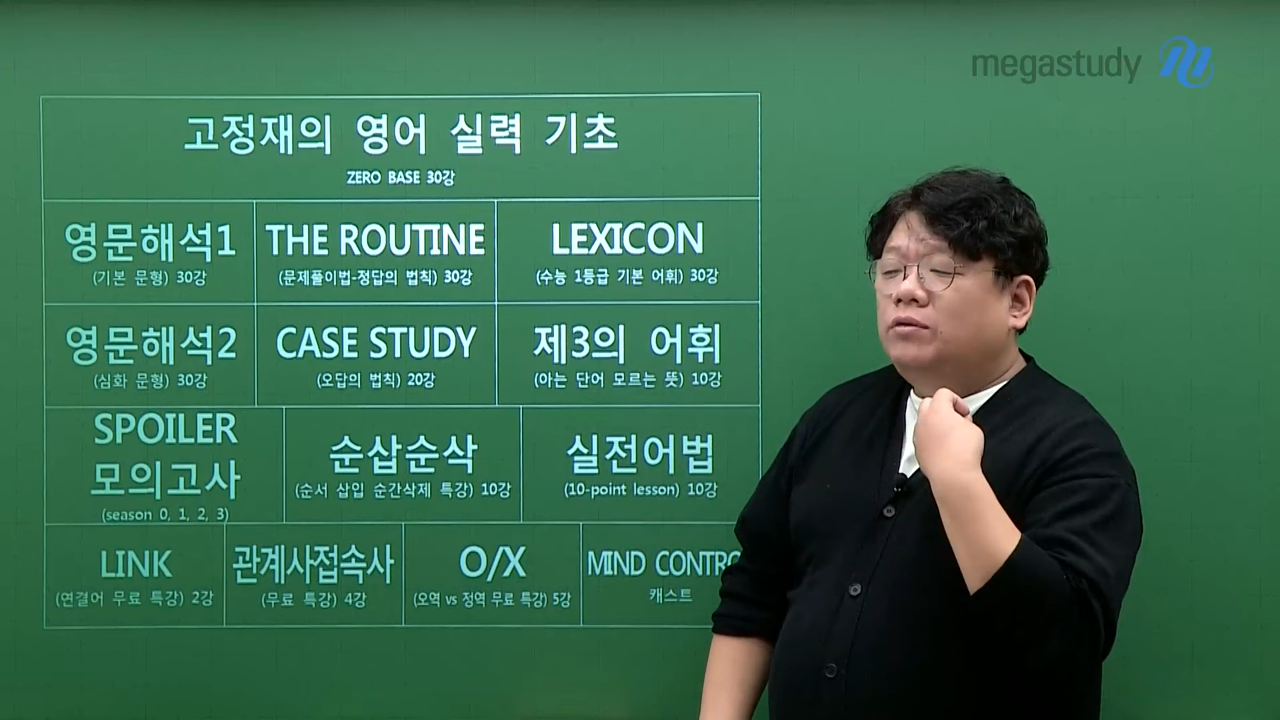 megastudy
고정재의 영어 실력 기초
ZERO BASE 30강
영문해석1
(기본 문형) 30강
THE ROUTINE
(문제풀이법-정답의 법칙) 30강
LEXICON
(수능 1등급 기본 어휘) 30강
영문해석2
(심화 문형) 30강
CASE STUDY
(오답의 법칙) 20강
제3의 어휘
(아는 단어 모르는 뜻) 10강
SPOILER
모의고사
(season 0, 1, 2, 3)
순삽순삭
(순서 삽입 순간삭제 특강) 10강
실전어법
(10-point lesson) 10강
LINK
(연결어 무료 특강) 2강
관계사접속사
(무료 특강) 4강
O/X
(오역 vs 정역 무료 특강) 5강
MIND CONTRO
캐스트